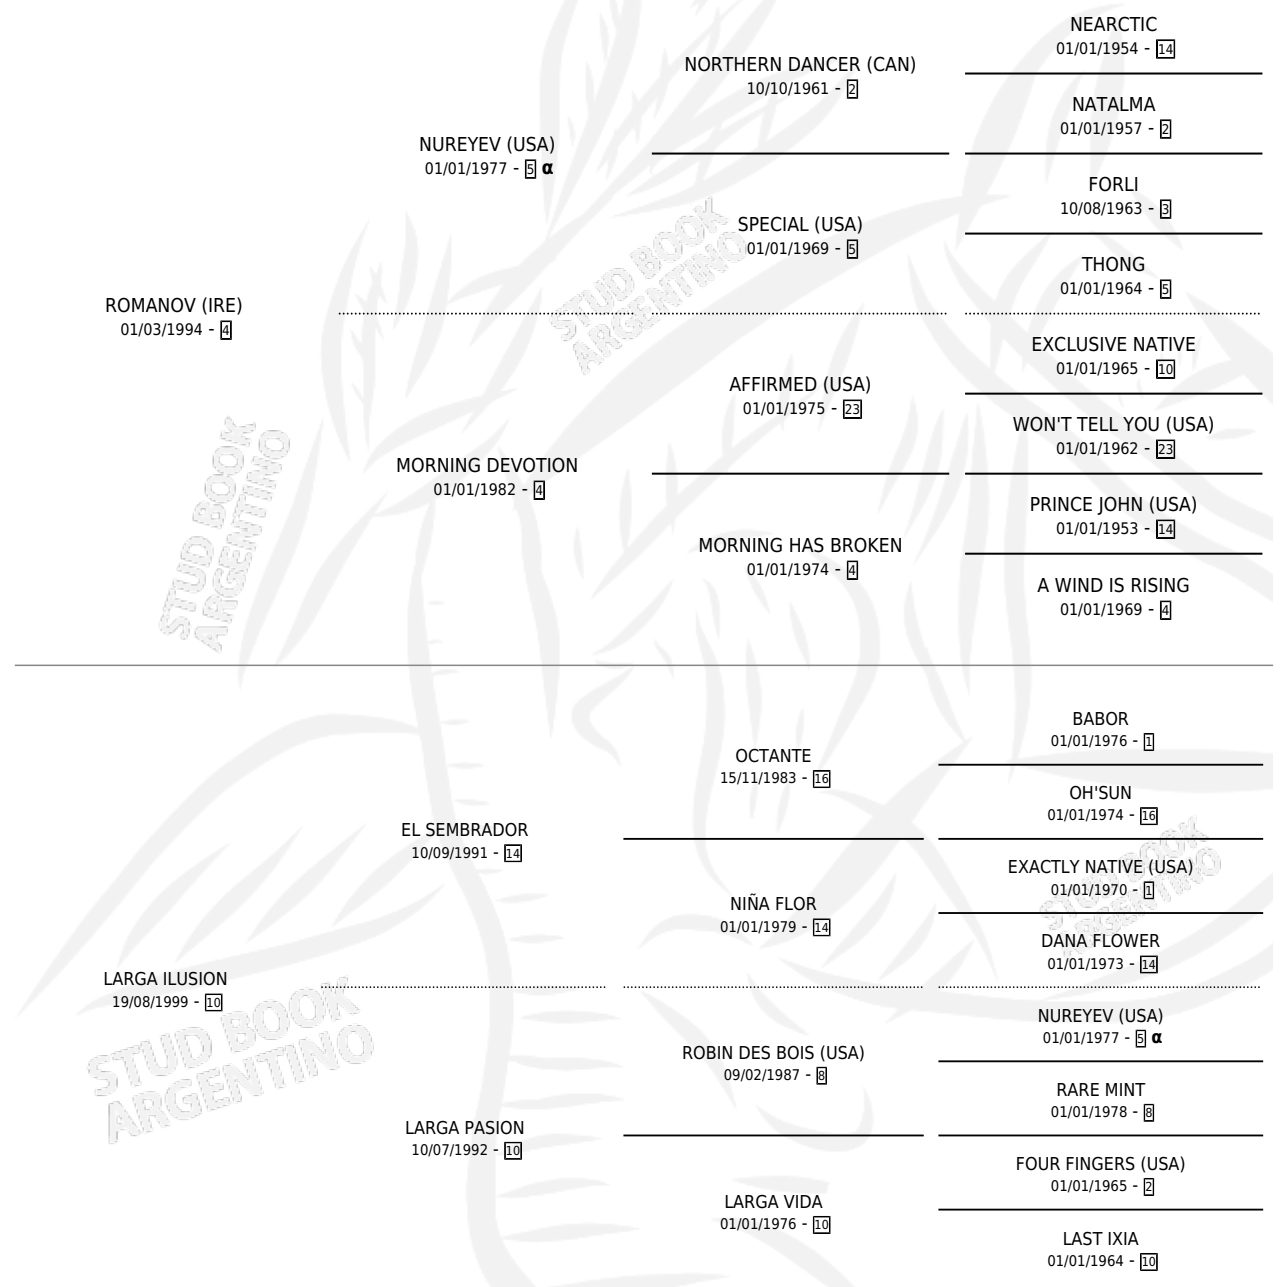 NEARCTIC
01/01/1954 - 14
NORTHERN DANCER (CAN)
10/10/1961 - 2
NATALMA
01/01/1957 - 2
NUREYEV (USA)
01/01/1977 - 5 α
FORLI
10/08/1963 - 3
SPECIAL (USA)
01/01/1969 - 5
THONG
01/01/1964 - 5
ROMANOV (IRE)
01/03/1994 - 4
EXCLUSIVE NATIVE
01/01/1965 - 10
AFFIRMED (USA)
01/01/1975 - 23
WON'T TELL YOU (USA)
01/01/1962 - 23
MORNING DEVOTION
01/01/1982 - 4
PRINCE JOHN (USA)
01/01/1953 - 14
MORNING HAS BROKEN
01/01/1974 - 4
A WIND IS RISING
01/01/1969 - 4
BABOR
01/01/1976 - 1
OCTANTE
15/11/1983 - 16
OH'SUN
01/01/1974 - 16
EL SEMBRADOR
10/09/1991 - 14
EXACTLY NATIVE (USA)
01/01/1970 - 1
NIÑA FLOR
01/01/1979 - 14
DANA FLOWER
01/01/1973 - 14
LARGA ILUSION
19/08/1999 - 10
NUREYEV (USA)
01/01/1977 - 5 α
ROBIN DES BOIS (USA)
09/02/1987 - 8
RARE MINT
01/01/1978 - 8
LARGA PASION
10/07/1992 - 10
FOUR FINGERS (USA)
01/01/1965 - 2
LARGA VIDA
01/01/1976 - 10
LAST IXIA
01/01/1964 - 10
STUD BOOK
ARGENTINO
STUD BOOK
ARGENTINO
STUD BOOK
ARGENTINO
STUD BOOK
ARGENTINO